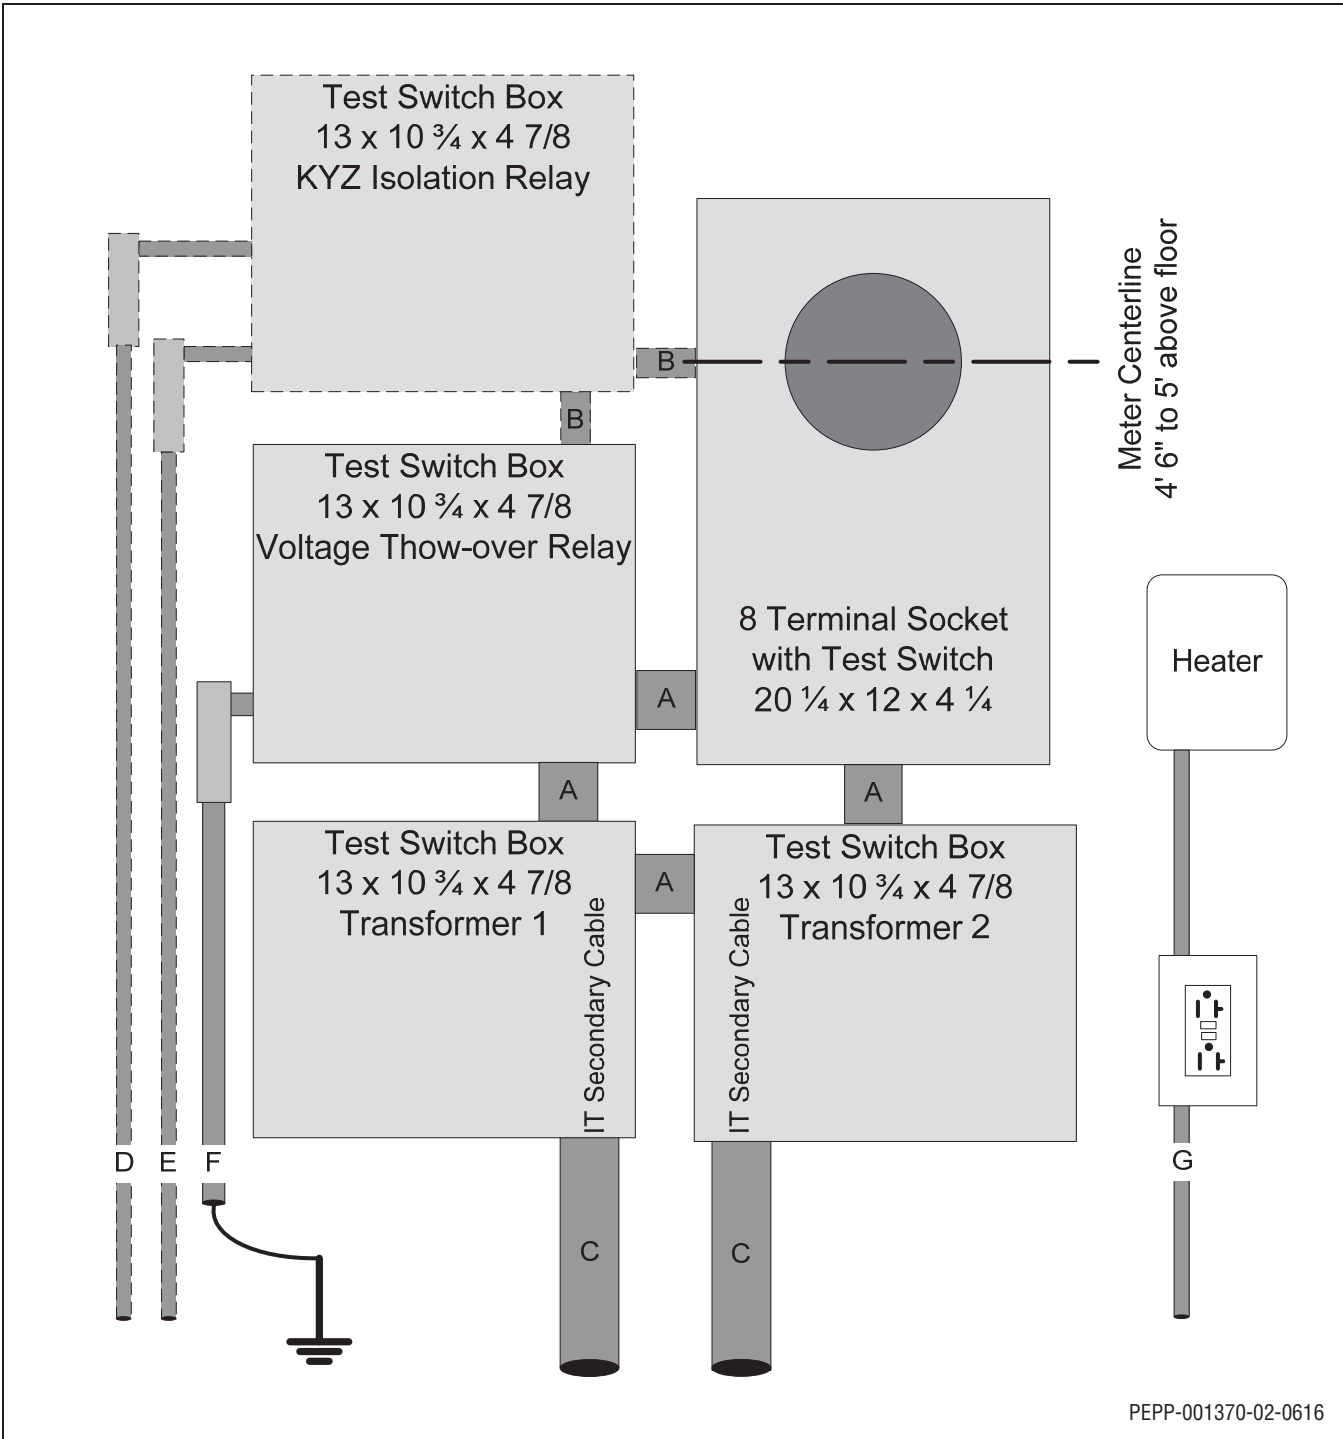 Test Switch Box
13 x 10 ¾ x 4 7/8
KYZ Isolation Relay
Meter Centerline
4' 6" to 5' above floor
B
B
Test Switch Box
13 x 10 ¾ x 4 7/8
Voltage Thow-over Relay
8 Terminal Socket
with Test Switch
20 ¼ x 12 x 4 ¼
Heater
A
A
A
Test Switch Box
13 x 10 ¾ x 4 7/8
Transformer 1
IT Secondary Cable
A
Test Switch Box
13 x 10 ¾ x 4 7/8
Transformer 2
IT Secondary Cable
D
E
F
G
C
C
PEPP-001370-02-0616